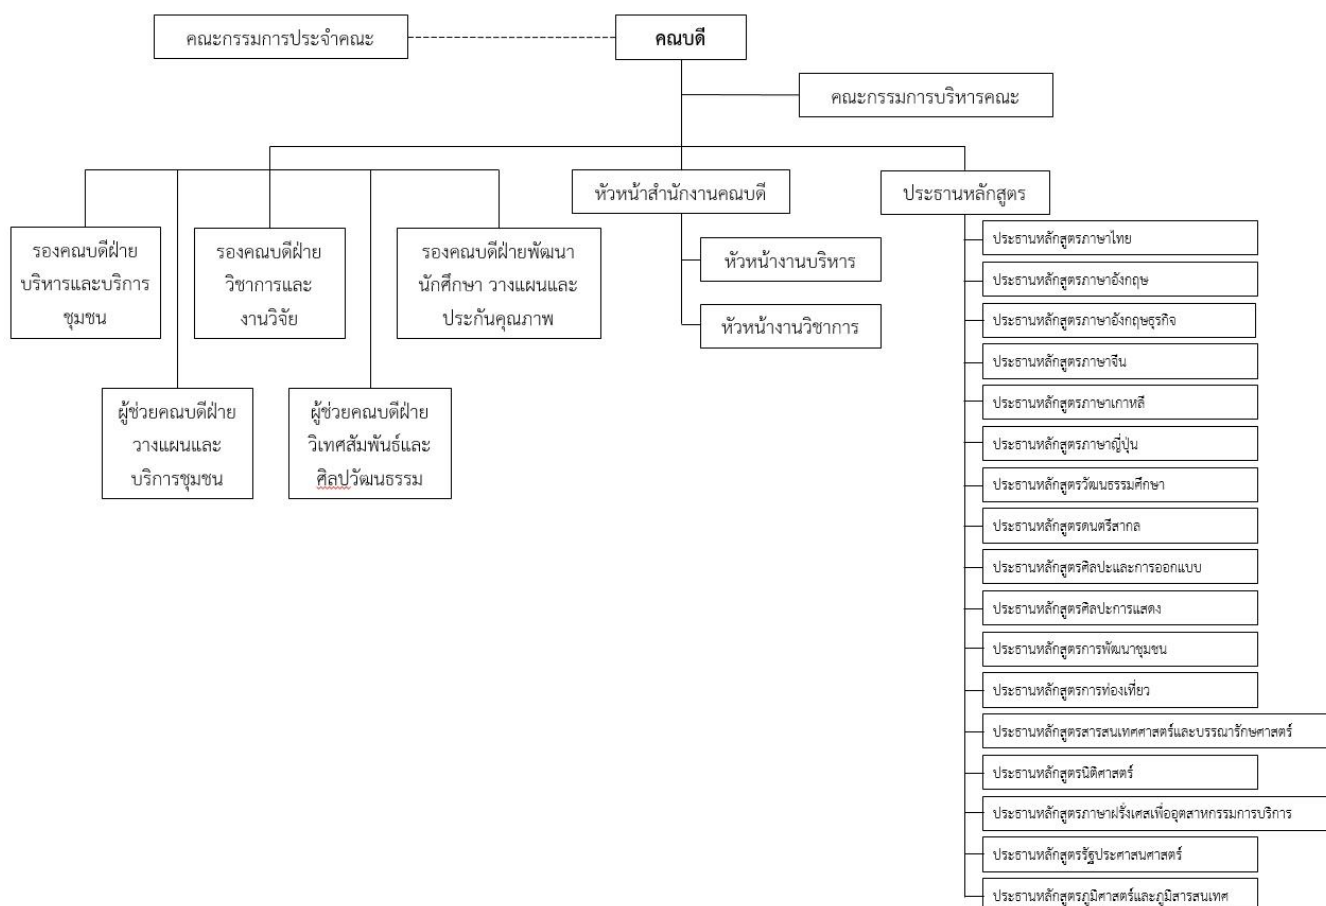 คณะกรรมการประจำคณะ
คณบดี
คณะกรรมการบริหารคณะ
หัวหน้าสำนักงานคณบดี
ประธานหลักสูตร
รองคณบดีฝ่าย
บริหารและบริการ
ชุมชน
รองคณบดีฝ่าย
วิชาการและ
งานวิจัย
รองคณบดีฝ่ายพัฒนา
นักศึกษา วางแผนและ
ประกันคุณภาพ
ผู้ช่วยคณบดีฝ่าย
วางแผนและ
บริการชุมชน
ผู้ช่วยคณบดีฝ่าย
วิเทศสัมพันธ์และ
ศิลปวัฒนธรรม
หัวหน้างานบริหาร
หัวหน้างานวิชาการ
ประธานหลักสูตรภาษาไทย
ประธานหลักสูตรภาษาอังกฤษ
ประธานหลักสูตรภาษาอังกฤษธุรกิจ
ประธานหลักสูตรภาษาจีน
ประธานหลักสูตรภาษาเกาหลี
ประธานหลักสูตรภาษาญี่ปุ่น
ประธานหลักสูตรวัฒนธรรมศึกษา
ประธานหลักสูตรดนตรีสากล
ประธานหลักสูตรศิลปะและการออกแบบ
ประธานหลักสูตรศิลปะการแสดง
ประธานหลักสูตรการพัฒนาชุมชน
ประธานหลักสูตรการท่องเที่ยว
ประธานหลักสูตรสารสนเทศศาสตร์และบรรณารักษศาสตร์
ประธานหลักสูตรนิติศาสตร์
ประธานหลักสูตรภาษาฝรั่งเศสเพื่ออุตสาหกรรมการบริการ
ประธานหลักสูตรรัฐประศาสนศาสตร์
ประธานหลักสูตรภูมิศาสตร์และภูมิสารสนเทศ